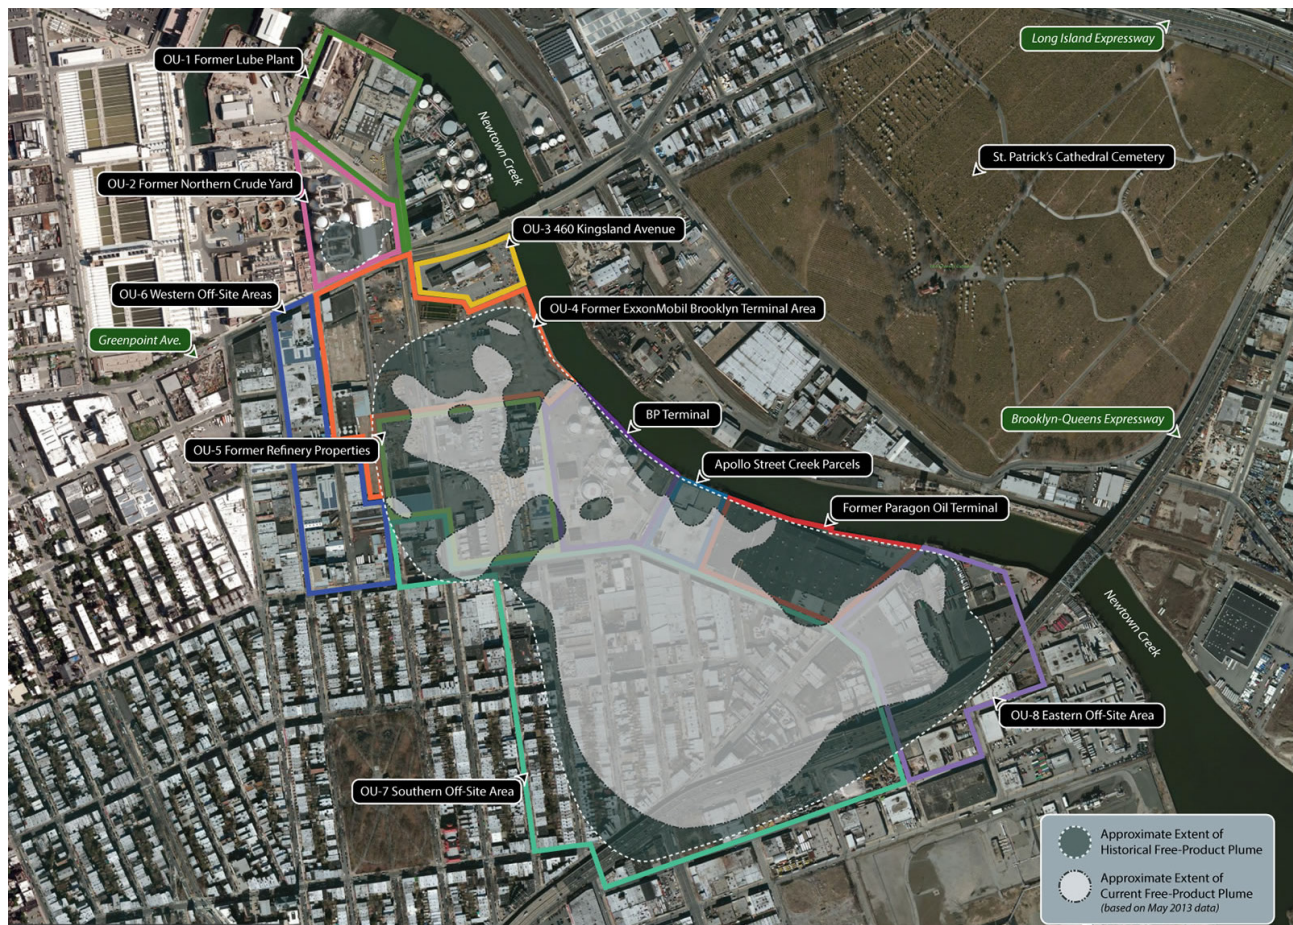 Long Island Expressway
OU-1 Former Lube Plant
Newtown Creek
St. Patrick's Cathedral Cemetery
OU-2 Former Northern Crude Yard
OU-3 460 Kingsland Avenue
OU-6 Western Off-Site Areas
OU-4 Former ExxonMobil Brooklyn Terminal Area
Greenpoint Ave.
BP Terminal
Brooklyn-Queens Expressway
OU-5 Former Refinery Properties
Apollo Street Creek Parcels
Former Paragon Oil Terminal
Newtown Creek
OU-8 Eastern Off-Site Area
OU-7 Southern Off-Site Area
Approximate Extent of
Historical Free-Product Plume
Approximate Extent of
Current Free-Product Plume
(based on May 2013 data)